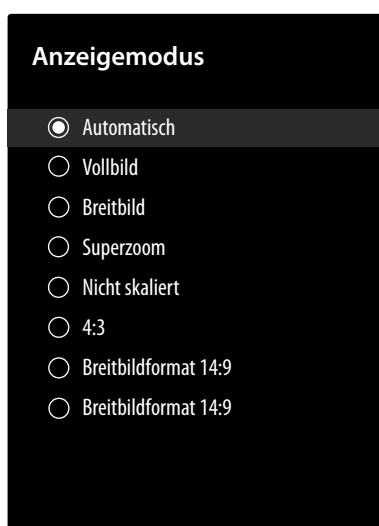 Anzeigemodus
Automatisch
Vollbild
Breitbild
Superzoom
Nicht skaliert
4:3
Breitbildformat 14:9
Breitbildformat 14:9